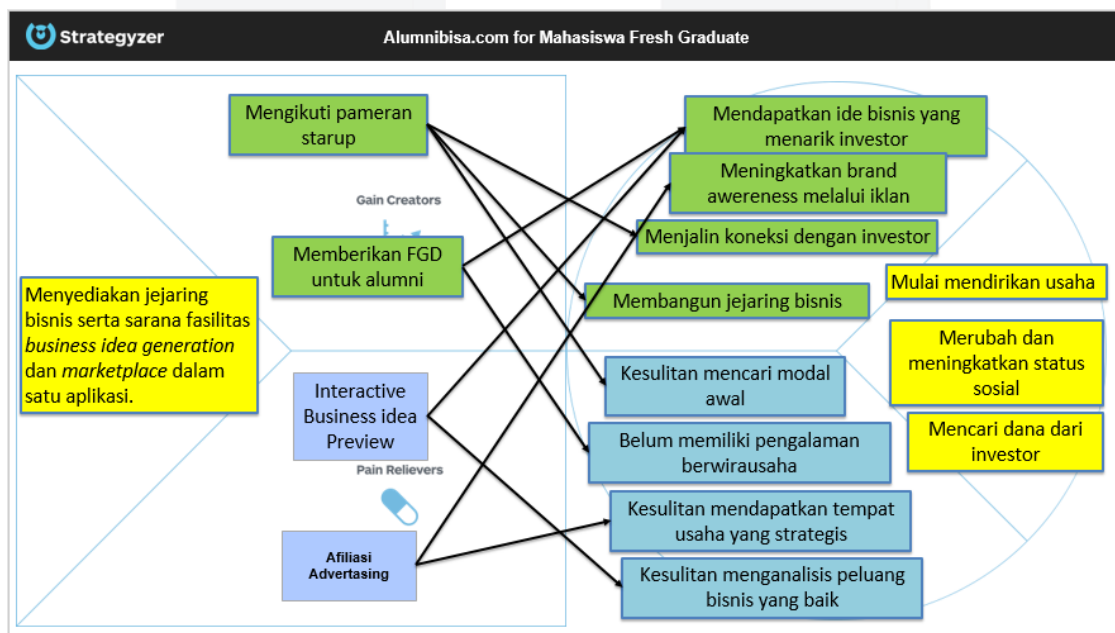 Strategyzer
Alumnibisa.com for Mahasiswa Fresh Graduate
Mengikuti pameran
starup
Gain Creators
Memberikan FGD
untuk alumni
Menyediakan jejaring
bisnis serta sarana fasilitas
business idea generation
dan marketplace dalam
satu aplikasi.
Interactive
Business idea
Preview
Pain Relievers
Afiliasi
Advertasing
Mendapatkan ide bisnis yang
menarik investor
Meningkatkan brand
awereness melalui iklan
Menjalin koneksi dengan investor
Membangun jejaring bisnis
Kesulitan mencari modal
awal
Belum memiliki pengalaman
berwirausaha
Kesulitan mendapatkan tempat
usaha yang strategis
Kesulitan menganalisis peluang
bisnis yang baik
Mulai mendirikan usaha
Merubah dan
meningkatkan status
sosial
Mencari dana dari
investor